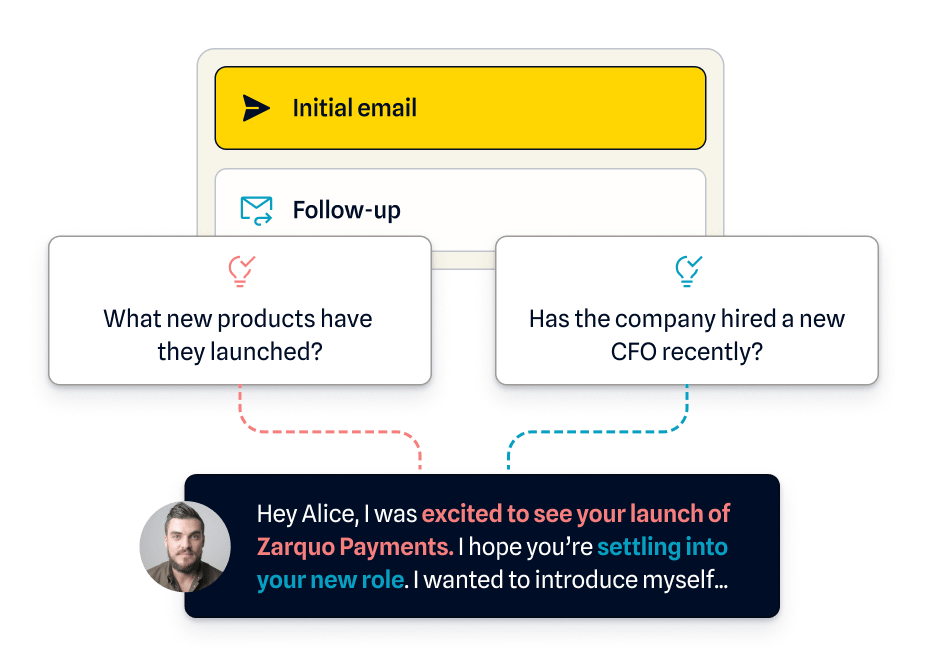 Initial email
Follow-up
What new products have
they launched?
Has the company hired a new
CFO recently?
Hey Alice, I was excited to see your launch of
Zarquo Payments. I hope you’re settling into
your new role. I wanted to introduce myself...